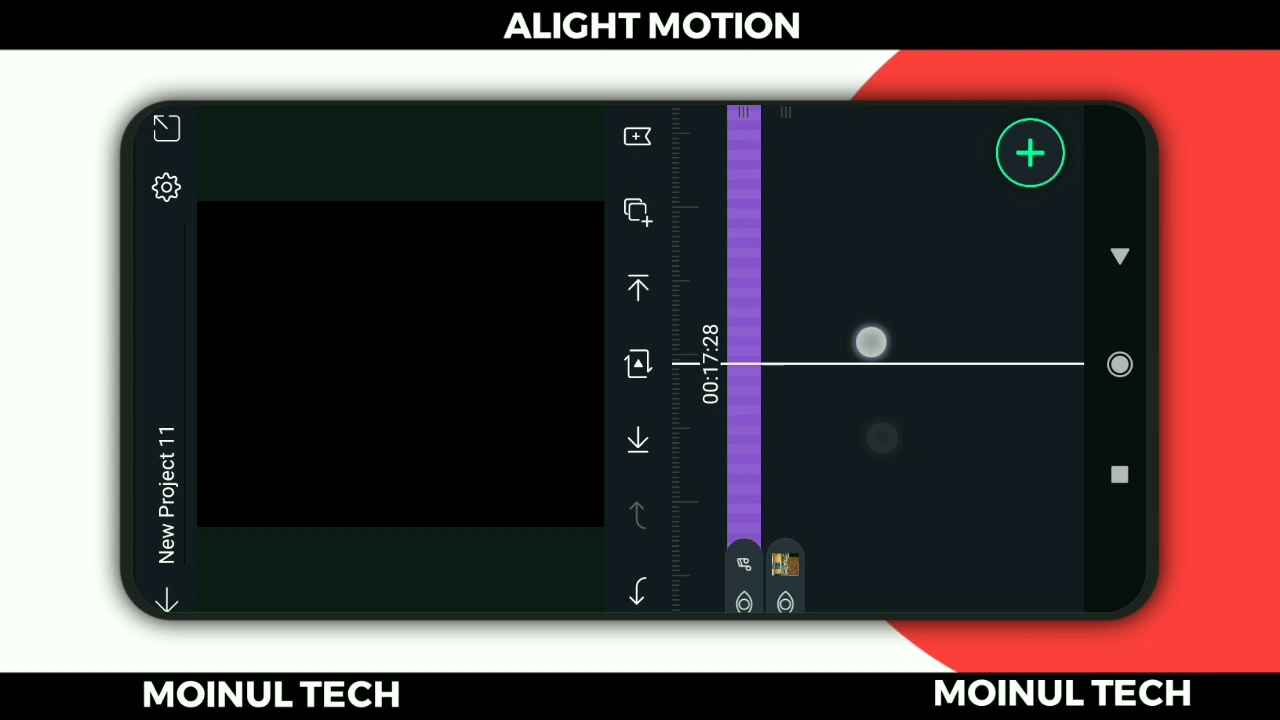 ALIGHT MOTION
New Project 11
00:17:28
MOINUL TECH
MOINUL TECH